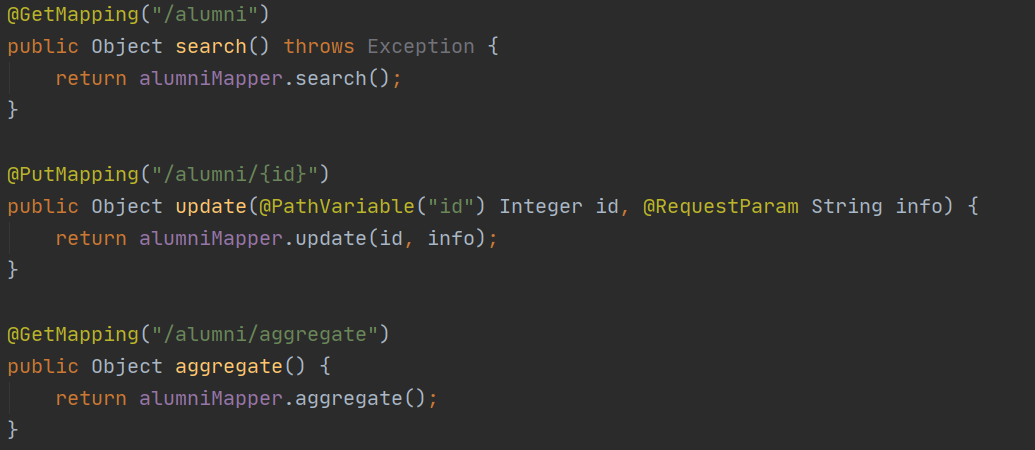 @GetMapping("/alumni")
public Object search() throws Exception {
    return alumniMapper.search();
}

@PutMapping("/alumni/{id}")
public Object update(@PathVariable("id") Integer id, @RequestParam String info) {
    return alumniMapper.update(id, info);
}

@GetMapping("/alumni/aggregate")
public Object aggregate() {
    return alumniMapper.aggregate();
}